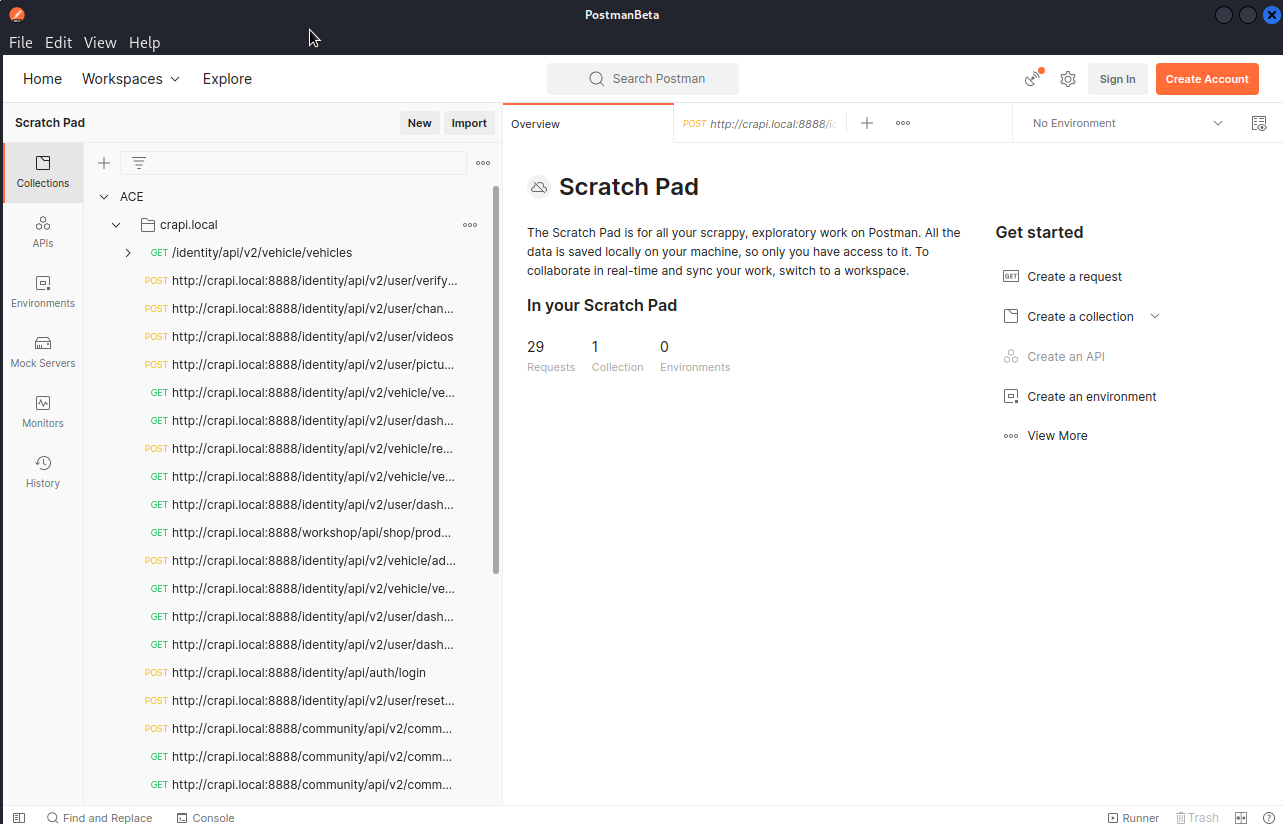 PostmanBeta
File Edit View Help
Home Workspaces Explore Search Postman Sign In Create Account
Scratch Pad New Import Overview POST http://crapi.local:8888/ No Environment
Collections
APIs
Environments
Mock Servers
Monitors
History
ACE
crapi.local
GET /identity/api/v2/vehicle/vehicles
POST http://crapi.local:8888/identity/api/v2/user/verify...
POST http://crapi.local:8888/identity/api/v2/user/chan...
POST http://crapi.local:8888/identity/api/v2/user/videos
POST http://crapi.local:8888/identity/api/v2/user/pictu...
GET http://crapi.local:8888/identity/api/v2/vehicle/ve...
GET http://crapi.local:8888/identity/api/v2/user/dash...
POST http://crapi.local:8888/identity/api/v2/vehicle/re...
GET http://crapi.local:8888/identity/api/v2/vehicle/ve...
GET http://crapi.local:8888/identity/api/v2/user/dash...
GET http://crapi.local:8888/workshop/api/shop/prod...
POST http://crapi.local:8888/identity/api/v2/vehicle/ad...
GET http://crapi.local:8888/identity/api/v2/vehicle/ve...
GET http://crapi.local:8888/identity/api/v2/user/dash...
GET http://crapi.local:8888/identity/api/v2/user/dash...
POST http://crapi.local:8888/identity/api/auth/login
POST http://crapi.local:8888/identity/api/v2/user/reset...
POST http://crapi.local:8888/community/api/v2/comm...
GET http://crapi.local:8888/community/api/v2/comm...
GET http://crapi.local:8888/community/api/v2/comm...
Scratch Pad
The Scratch Pad is for all your scrappy, exploratory work on Postman. All the
data is saved locally on your machine, so only you have access to it. To
collaborate in real-time and sync your work, switch to a workspace.
In your Scratch Pad
29 1 0
Requests Collection Environments
Get started
GET Create a request
Create a collection
Create an API
Create an environment
View More
Find and Replace Console Runner Trash